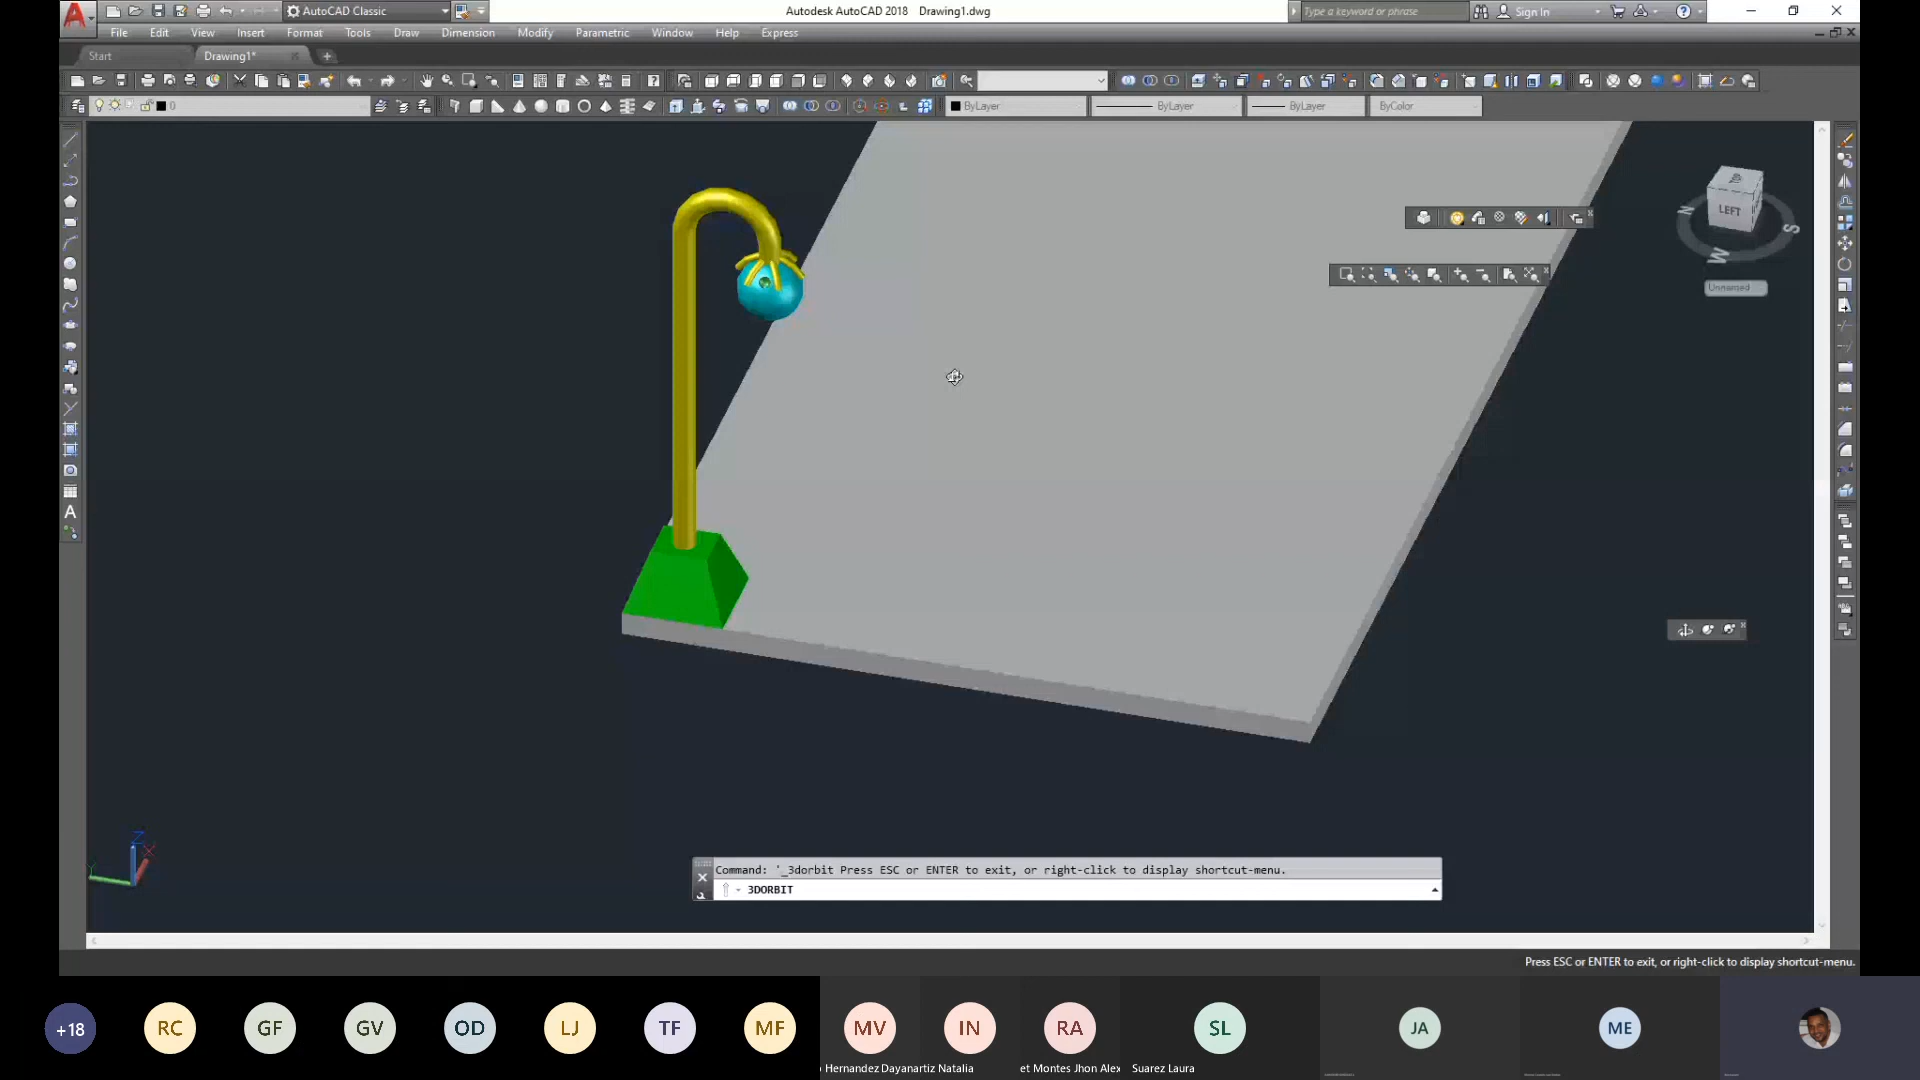 AutoCAD Classic
Autodesk AutoCAD 2018 Drawing1.dwg
Type a keyword or phrase
Sign In
File Edit View Insert Format Tools Draw Dimension Modify Parametric Window Help Express
Start
Drawing1*
0
ByLayer
ByLayer
ByLayer
ByColor
LEFT
N
S
W
Unnamed
A
Z
X
Y
Command: '_3dorbit Press ESC or ENTER to exit, or right-click to display shortcut-menu.
3DORBIT
Press ESC or ENTER to exit, or right-click to display shortcut-menu.
+18
RC
GF
GV
OD
LJ
TF
MF
MV
IN
RA
SL
JA
ME
Hernandez Dayanartiz Natalia
et Montes Jhon Alex
Suarez Laura